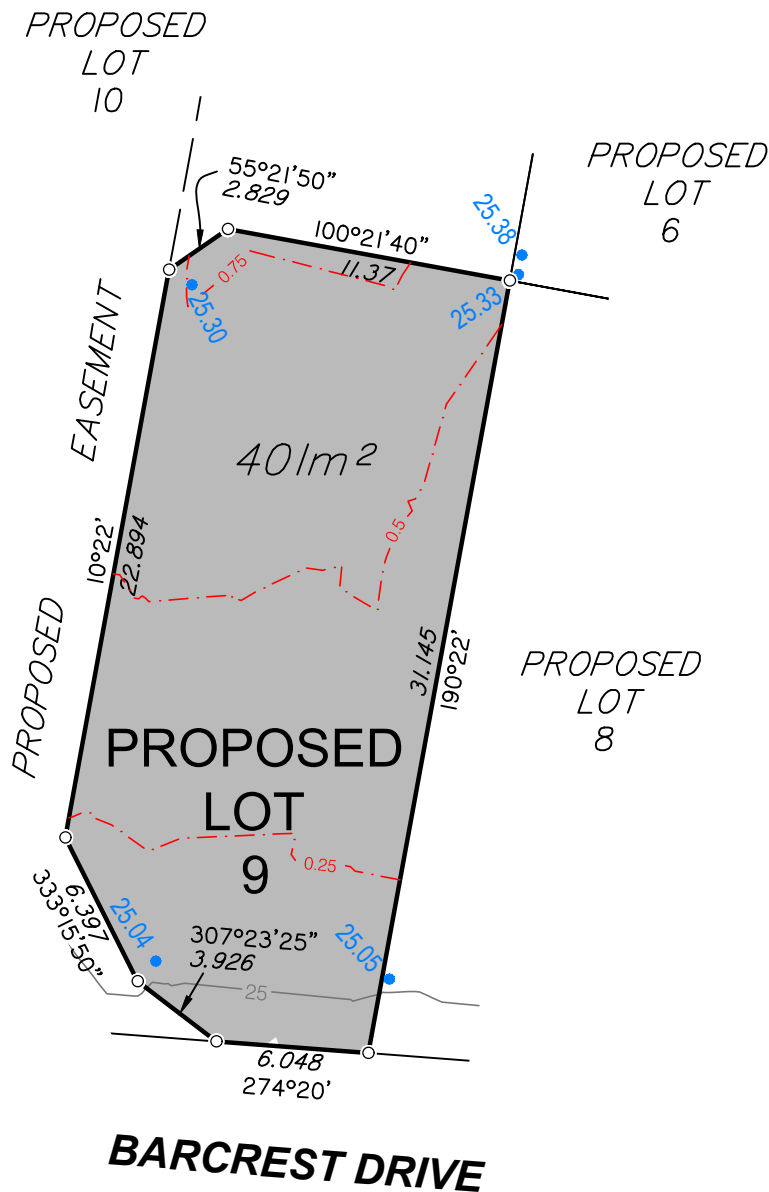 PROPOSED
LOT
10
55°21'50"
2.829
PROPOSED
LOT
6
100°21'40"
11.37
25.38
25.33
0.75
25.30
EASEMENT
401m²
0.5
10°22'
22.894
PROPOSED
31.145
190°22'
PROPOSED
LOT
8
PROPOSED
LOT
9
0.25
6.397
333°15'50"
25.04
307°23'25"
3.926
25.05
25
6.048
274°20'
BARCREST DRIVE